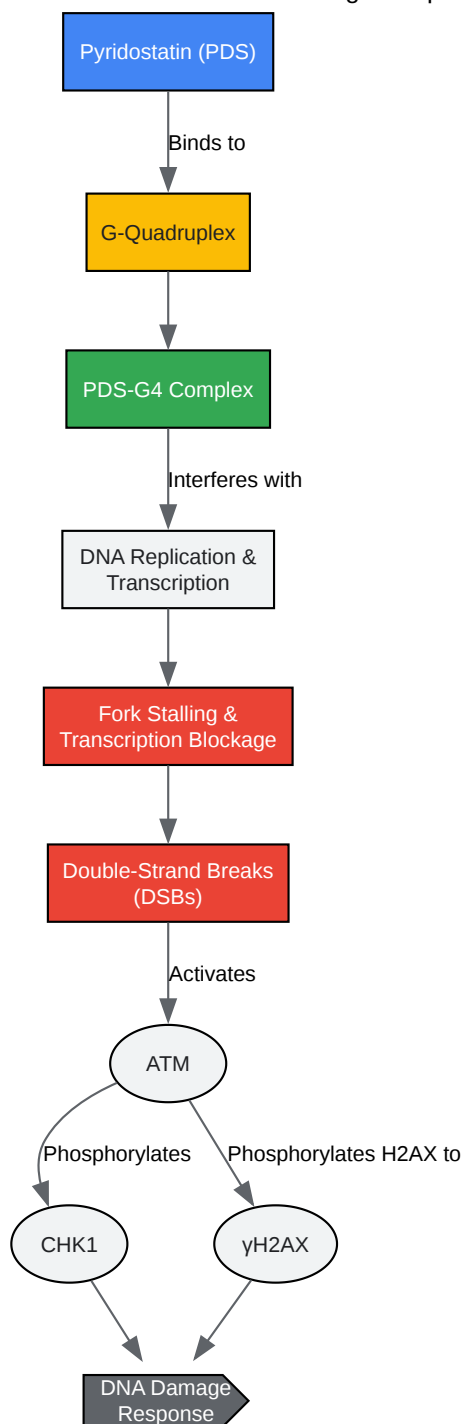 Pyridostatin (PDS)
Binds to
G-Quadruplex
PDS-G4 Complex
Interferes with
DNA Replication &
Transcription
Fork Stalling &
Transcription Blockage
Double-Strand Breaks
(DSBs)
Activates
ATM
Phosphorylates
Phosphorylates H2AX to
CHK1
γH2AX
DNA Damage
Response